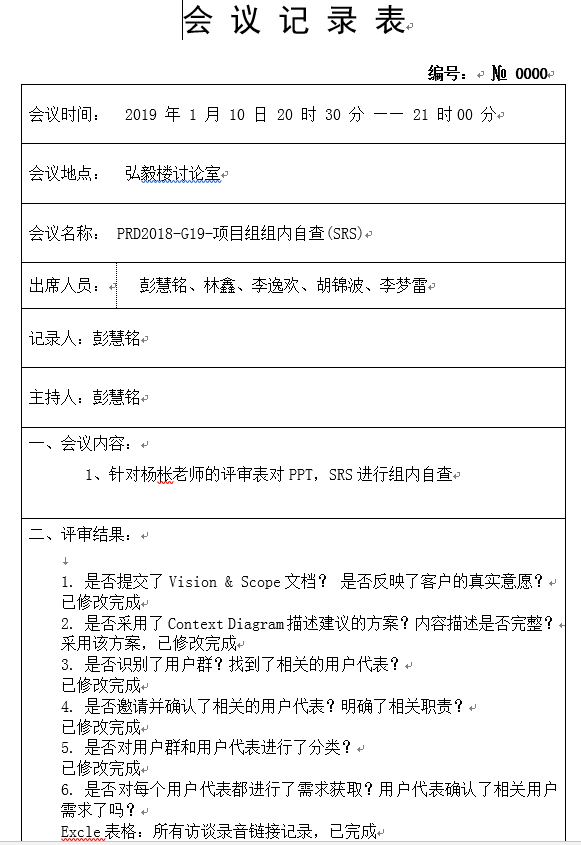 会议记录表
编号： № 0000
会议时间： 2019 年 1 月 10 日 20 时 30 分 —— 21 时00 分
会议地点： 弘毅楼讨论室
会议名称： PRD2018-G19-项目组组内自查(SRS)
出席人员： 彭慧铭、林鑫、李逸欢、胡锦波、李梦雷
记录人：彭慧铭
主持人：彭慧铭
一、会议内容：
1、针对杨枨老师的评审表对 PPT，SRS 进行组内自查
二、评审结果：
1. 是否提交了 Vision & Scope 文档？ 是否反映了客户的真实意愿？
已修改完成
2. 是否采用了 Context Diagram 描述建议的方案？内容描述是否完整？
采用该方案，已修改完成
3. 是否识别了用户群？找到了相关的用户代表？
已修改完成
4. 是否邀请并确认了相关的用户代表？明确了相关职责？
已修改完成
5. 是否对用户群和用户代表进行了分类？
已修改完成
6. 是否对每个用户代表都进行了需求获取？用户代表确认了相关用户
需求了吗？
Excle 表格：所有访谈录音链接记录，已完成